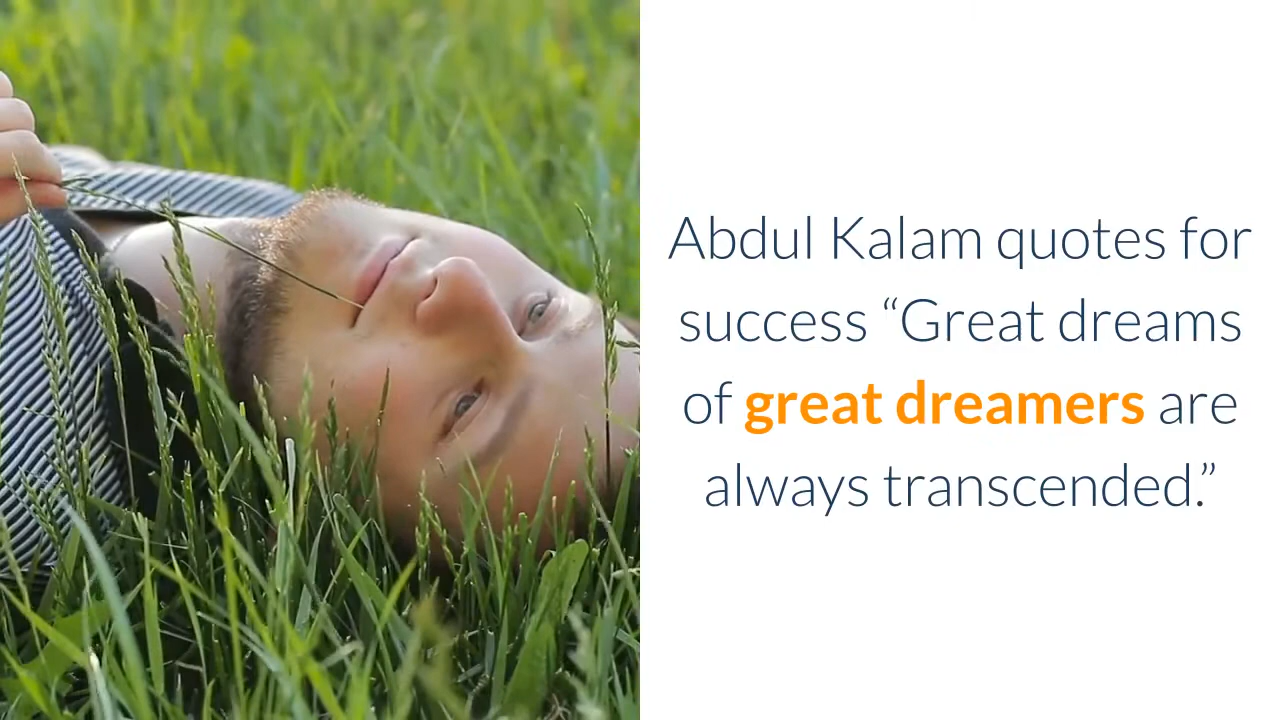 Abdul Kalam quotes for
success “Great dreams
of great dreamers are
always transcended.”